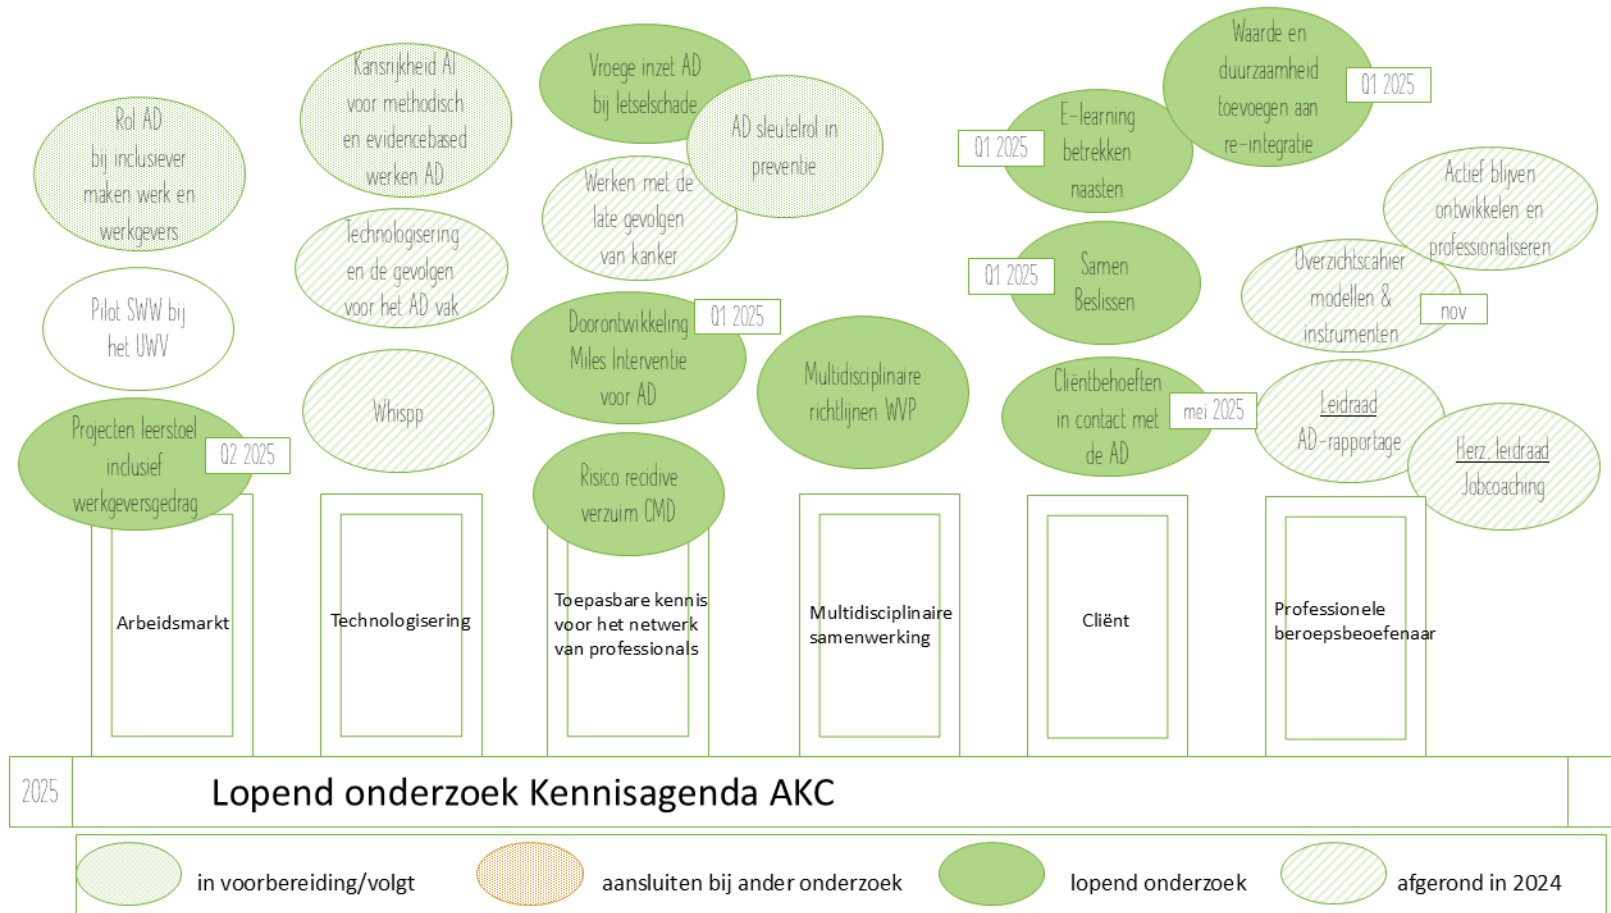 Rol AD
bij inclusiever
maken werk en
werkgevers
Pilot SWW bij
het UWV
Projecten leerstoel
inclusief
werkgeversgedrag
Q2 2025
Kansrijkheid AI
voor methodisch
en evidencebased
werken AD
Technologisering
en de gevolgen
voor het AD vak
Whispp
Vroege inzet AD
bij letselschade
AD sleutelrol in
preventie
Werken met de
late gevolgen
van kanker
Doorontwikkeling
Miles Interventie
voor AD
Q1 2025
Risico recidive
verzuim CMD
Multidisciplinaire
richtlijnen WVP
Waarde en
duurzaamheid
toevoegen aan
re-integratie
Q1 2025
E-learning
betrekken
naasten
Q1 2025
Samen
Beslissen
Q1 2025
Cliëntbehoeften
in contact met
de AD
mei 2025
Actief blijven
ontwikkelen en
professionaliseren
Overzichtscahier
modellen &
instrumenten
nov
Leidraad
AD-rapportage
Herz. leidraad
Jobcoaching
Arbeidsmarkt
Technologisering
Toepasbare kennis
voor het netwerk
van professionals
Multidisciplinaire
samenwerking
Cliënt
Professionele
beroepsbeoefenaar
2025
Lopend onderzoek Kennisagenda AKC
in voorbereiding/volgt
aansluiten bij ander onderzoek
lopend onderzoek
afgerond in 2024